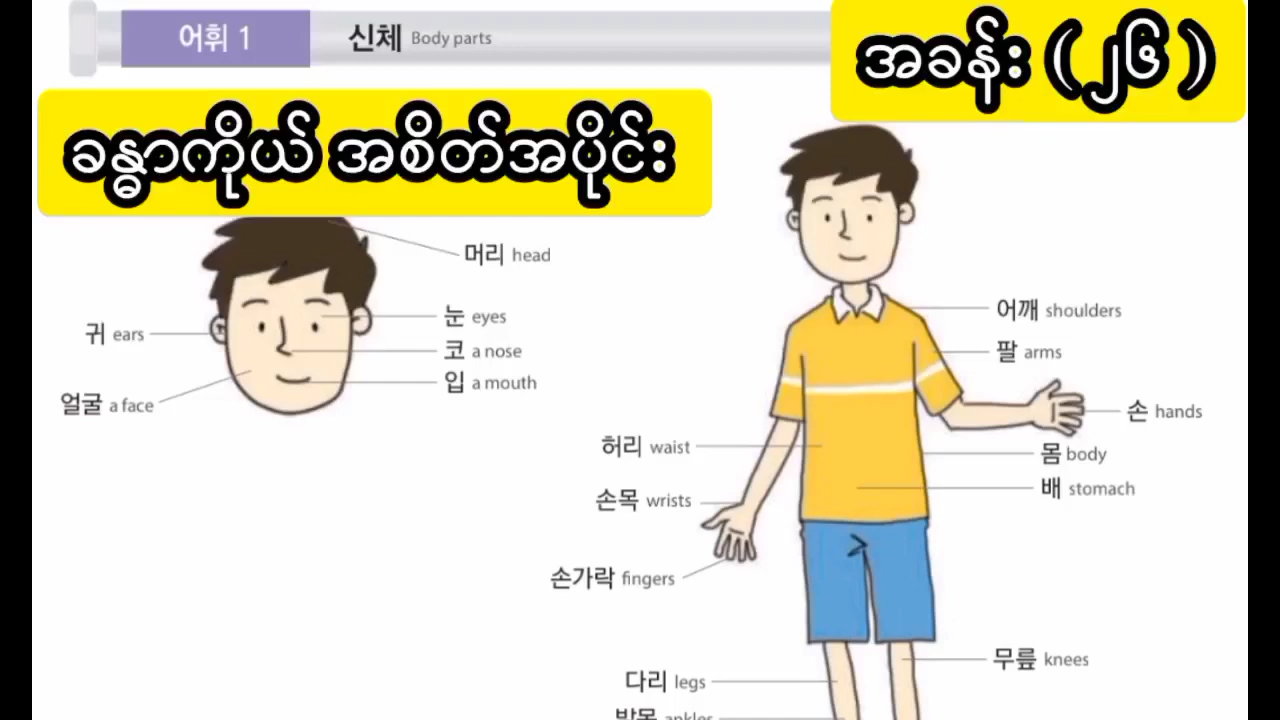 어휘 1
신체 Body parts
အခန်း (၂၆)
ခန္ဓာကိုယ် အစိတ်အပိုင်း
머리 head
눈 eyes
귀 ears
코 a nose
입 a mouth
얼굴 a face
어깨 shoulders
팔 arms
손 hands
허리 waist
몸 body
배 stomach
손목 wrists
손가락 fingers
무릎 knees
다리 legs
발목 ankles